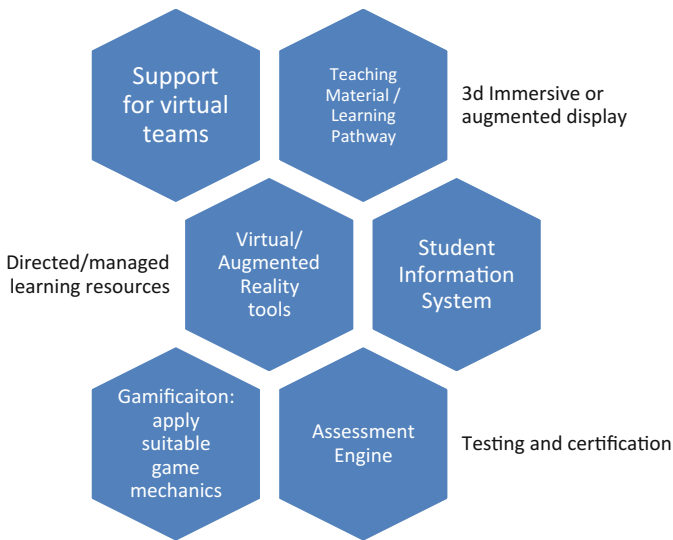 Support
for virtual
teams
Teaching
Material /
Learning
Pathway
3d Immersive or
augmented display
Directed/managed
learning resources
Virtual/
Augmented
Reality
tools
Student
Information
System
Gamificaiton:
apply
suitable
game
mechanics
Assessment
Engine
Testing and certification